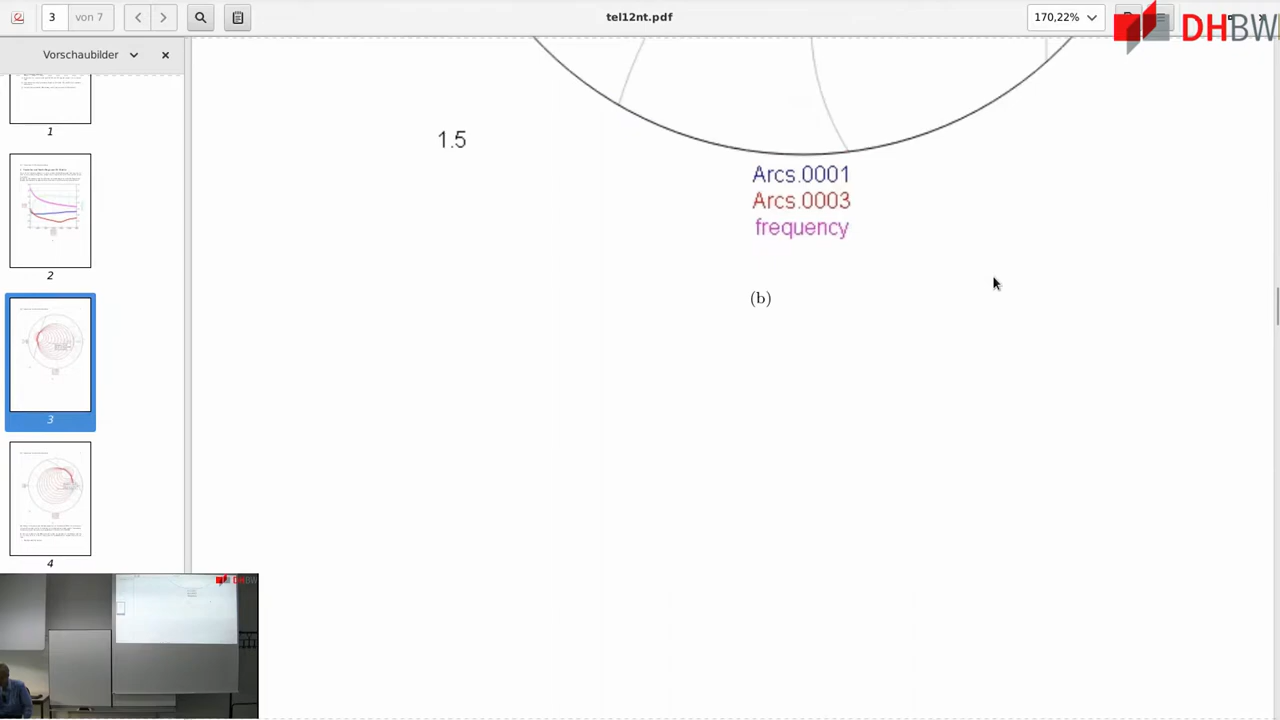 3
von 7
tel12nt.pdf
170,22%
DHBW
Vorschaubilder
1
2
3
4
1.5
Arcs.0001
Arcs.0003
frequency
(b)
DHBW